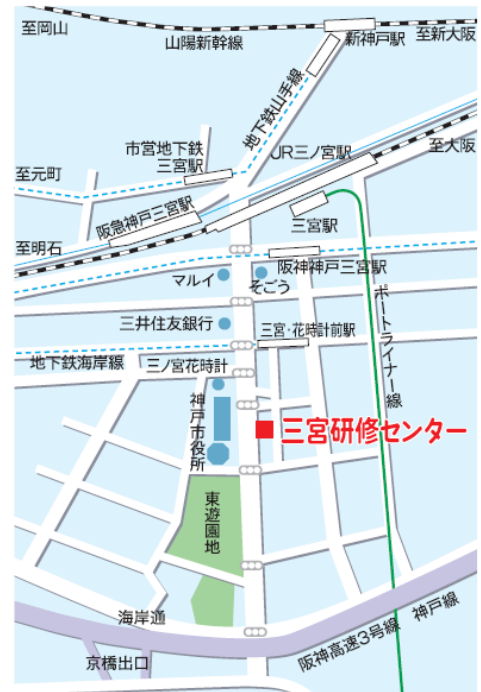 至岡山
山陽新幹線
新神戸駅
至新大阪
地下鉄山手線
市営地下鉄
三宮駅
JR三ノ宮駅
至大阪
至元町
阪急神戸三宮駅
三宮駅
至明石
マルイ
そごう
阪神神戸三宮駅
ポートライナー線
三井住友銀行
三宮・花時計前駅
地下鉄海岸線
三ノ宮花時計
神戸市役所
三宮研修センター
東遊園地
海岸通
京橋出口
阪神高速3号線 神戸線